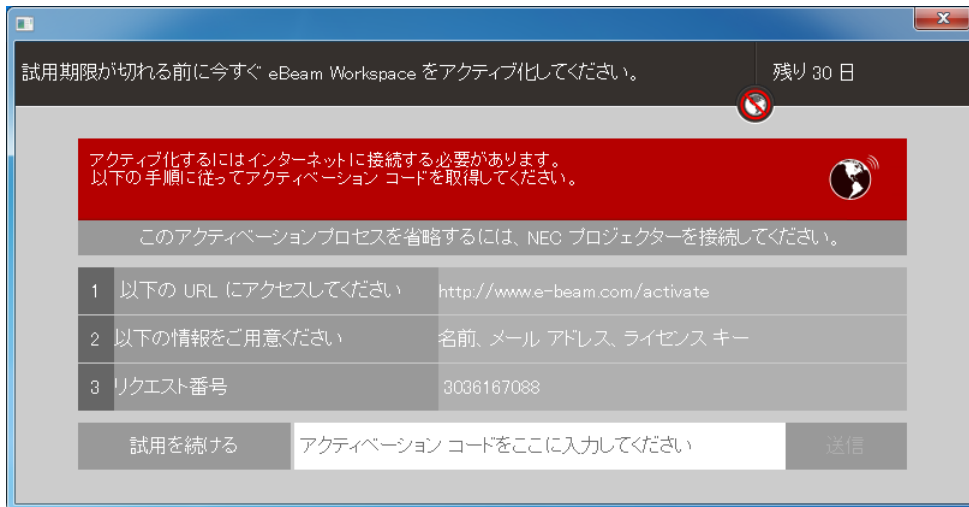 試用期限が切れる前に今すぐ eBeam Workspace をアクティブ化してください。
残り 30 日
アクティブ化するにはインターネットに接続する必要があります。
以下の手順に従ってアクティベーション コードを取得してください。
このアクティベーションプロセスを省略するには、NEC プロジェクターを接続してください。
1 以下の URL にアクセスしてください http://www.e-beam.com/activate
2 以下の情報をご用意ください 名前、メール アドレス、ライセンス キー
3 リクエスト番号 3036167088
試用を続ける アクティベーション コードをここに入力してください 送信